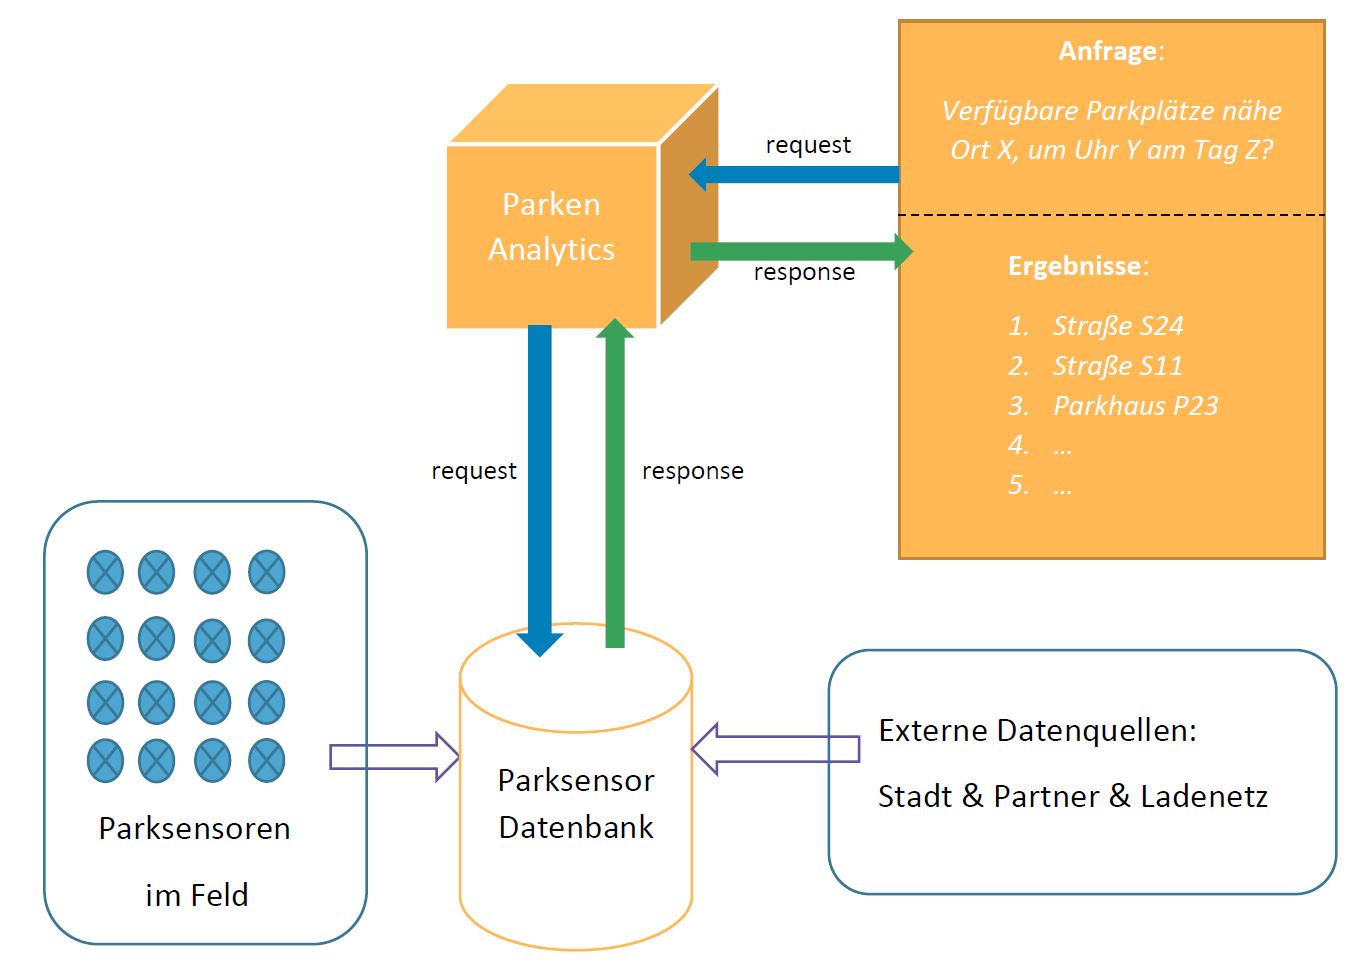 Anfrage:
Verfügbare Parkplätze nähe
Ort X, um Uhr Y am Tag Z?
request
Parken
Analytics
response
Ergebnisse:
1. Straße S24
2. Straße S11
3. Parkhaus P23
4. ...
5. ...
request
response
Parksensoren
im Feld
Parksensor
Datenbank
Externe Datenquellen:
Stadt & Partner & Ladenetz